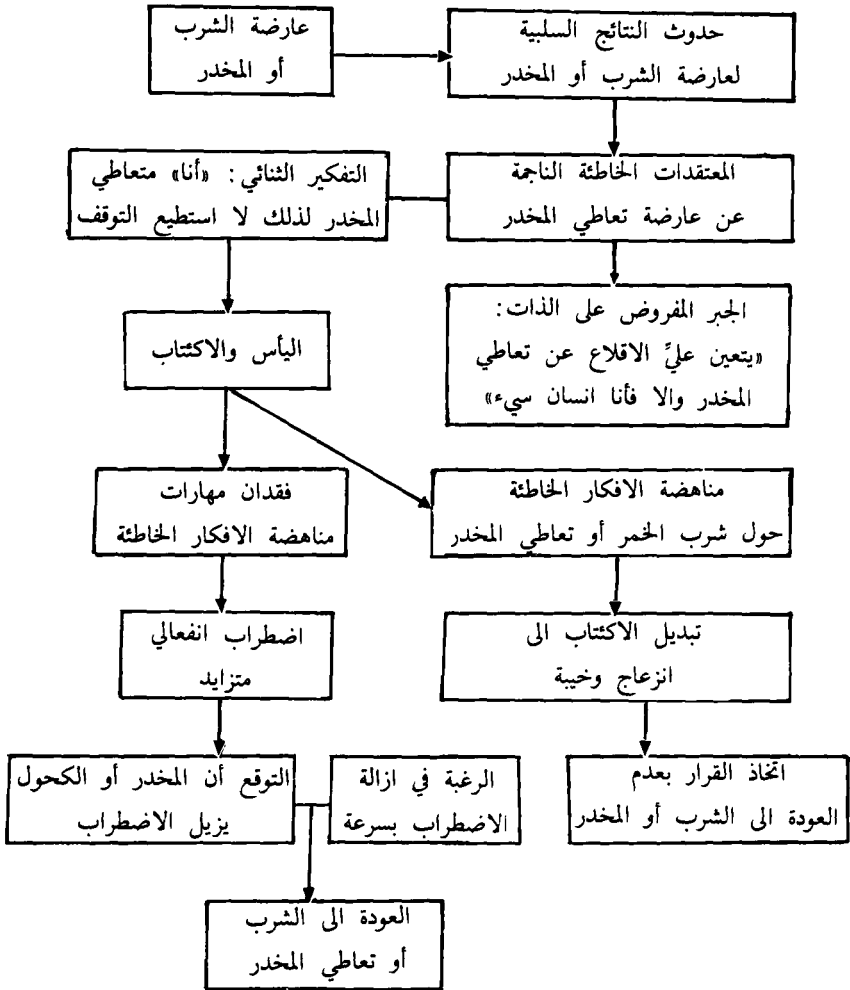 عارضة الشرب
أو المخدر
حدوث النتائج السلبية
لعارضة الشرب أو المخدر
المعتقدات الخاطئة الناجمة
عن عارضة تعاطي المخدر
التفكير الثنائي: «أنا» متعاطي
المخدر لذلك لا استطيع التوقف
الجبر المفروض على الذات:
«يتعين عليِّ الاقلاع عن تعاطي
المخدر والا فأنا انسان سيء»
اليأس والاكتئاب
مناهضة الافكار الخاطئة
حول شرب الخمر أو تعاطي المخدر
فقدان مهارات
مناهضة الافكار الخاطئة
تبديل الاكتئاب الى
انزعاج وخيبة
اضطراب انفعالي
متزايد
اتخاذ القرار بعدم
العودة الى الشرب أو المخدر
الرغبة في ازالة
الاضطراب بسرعة
التوقع أن المخدر أو الكحول
يزيل الاضطراب
العودة الى الشرب
أو تعاطي المخدر